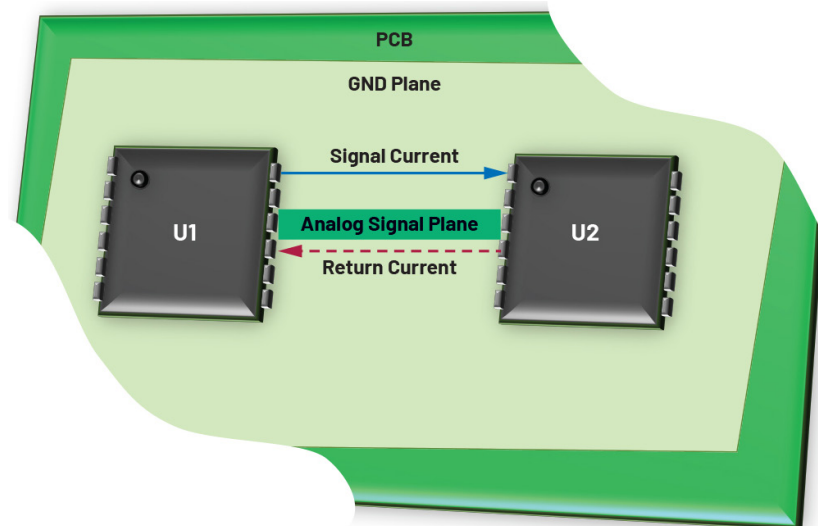 PCB
GND Plane
Signal Current
U1
Analog Signal Plane
U2
Return Current